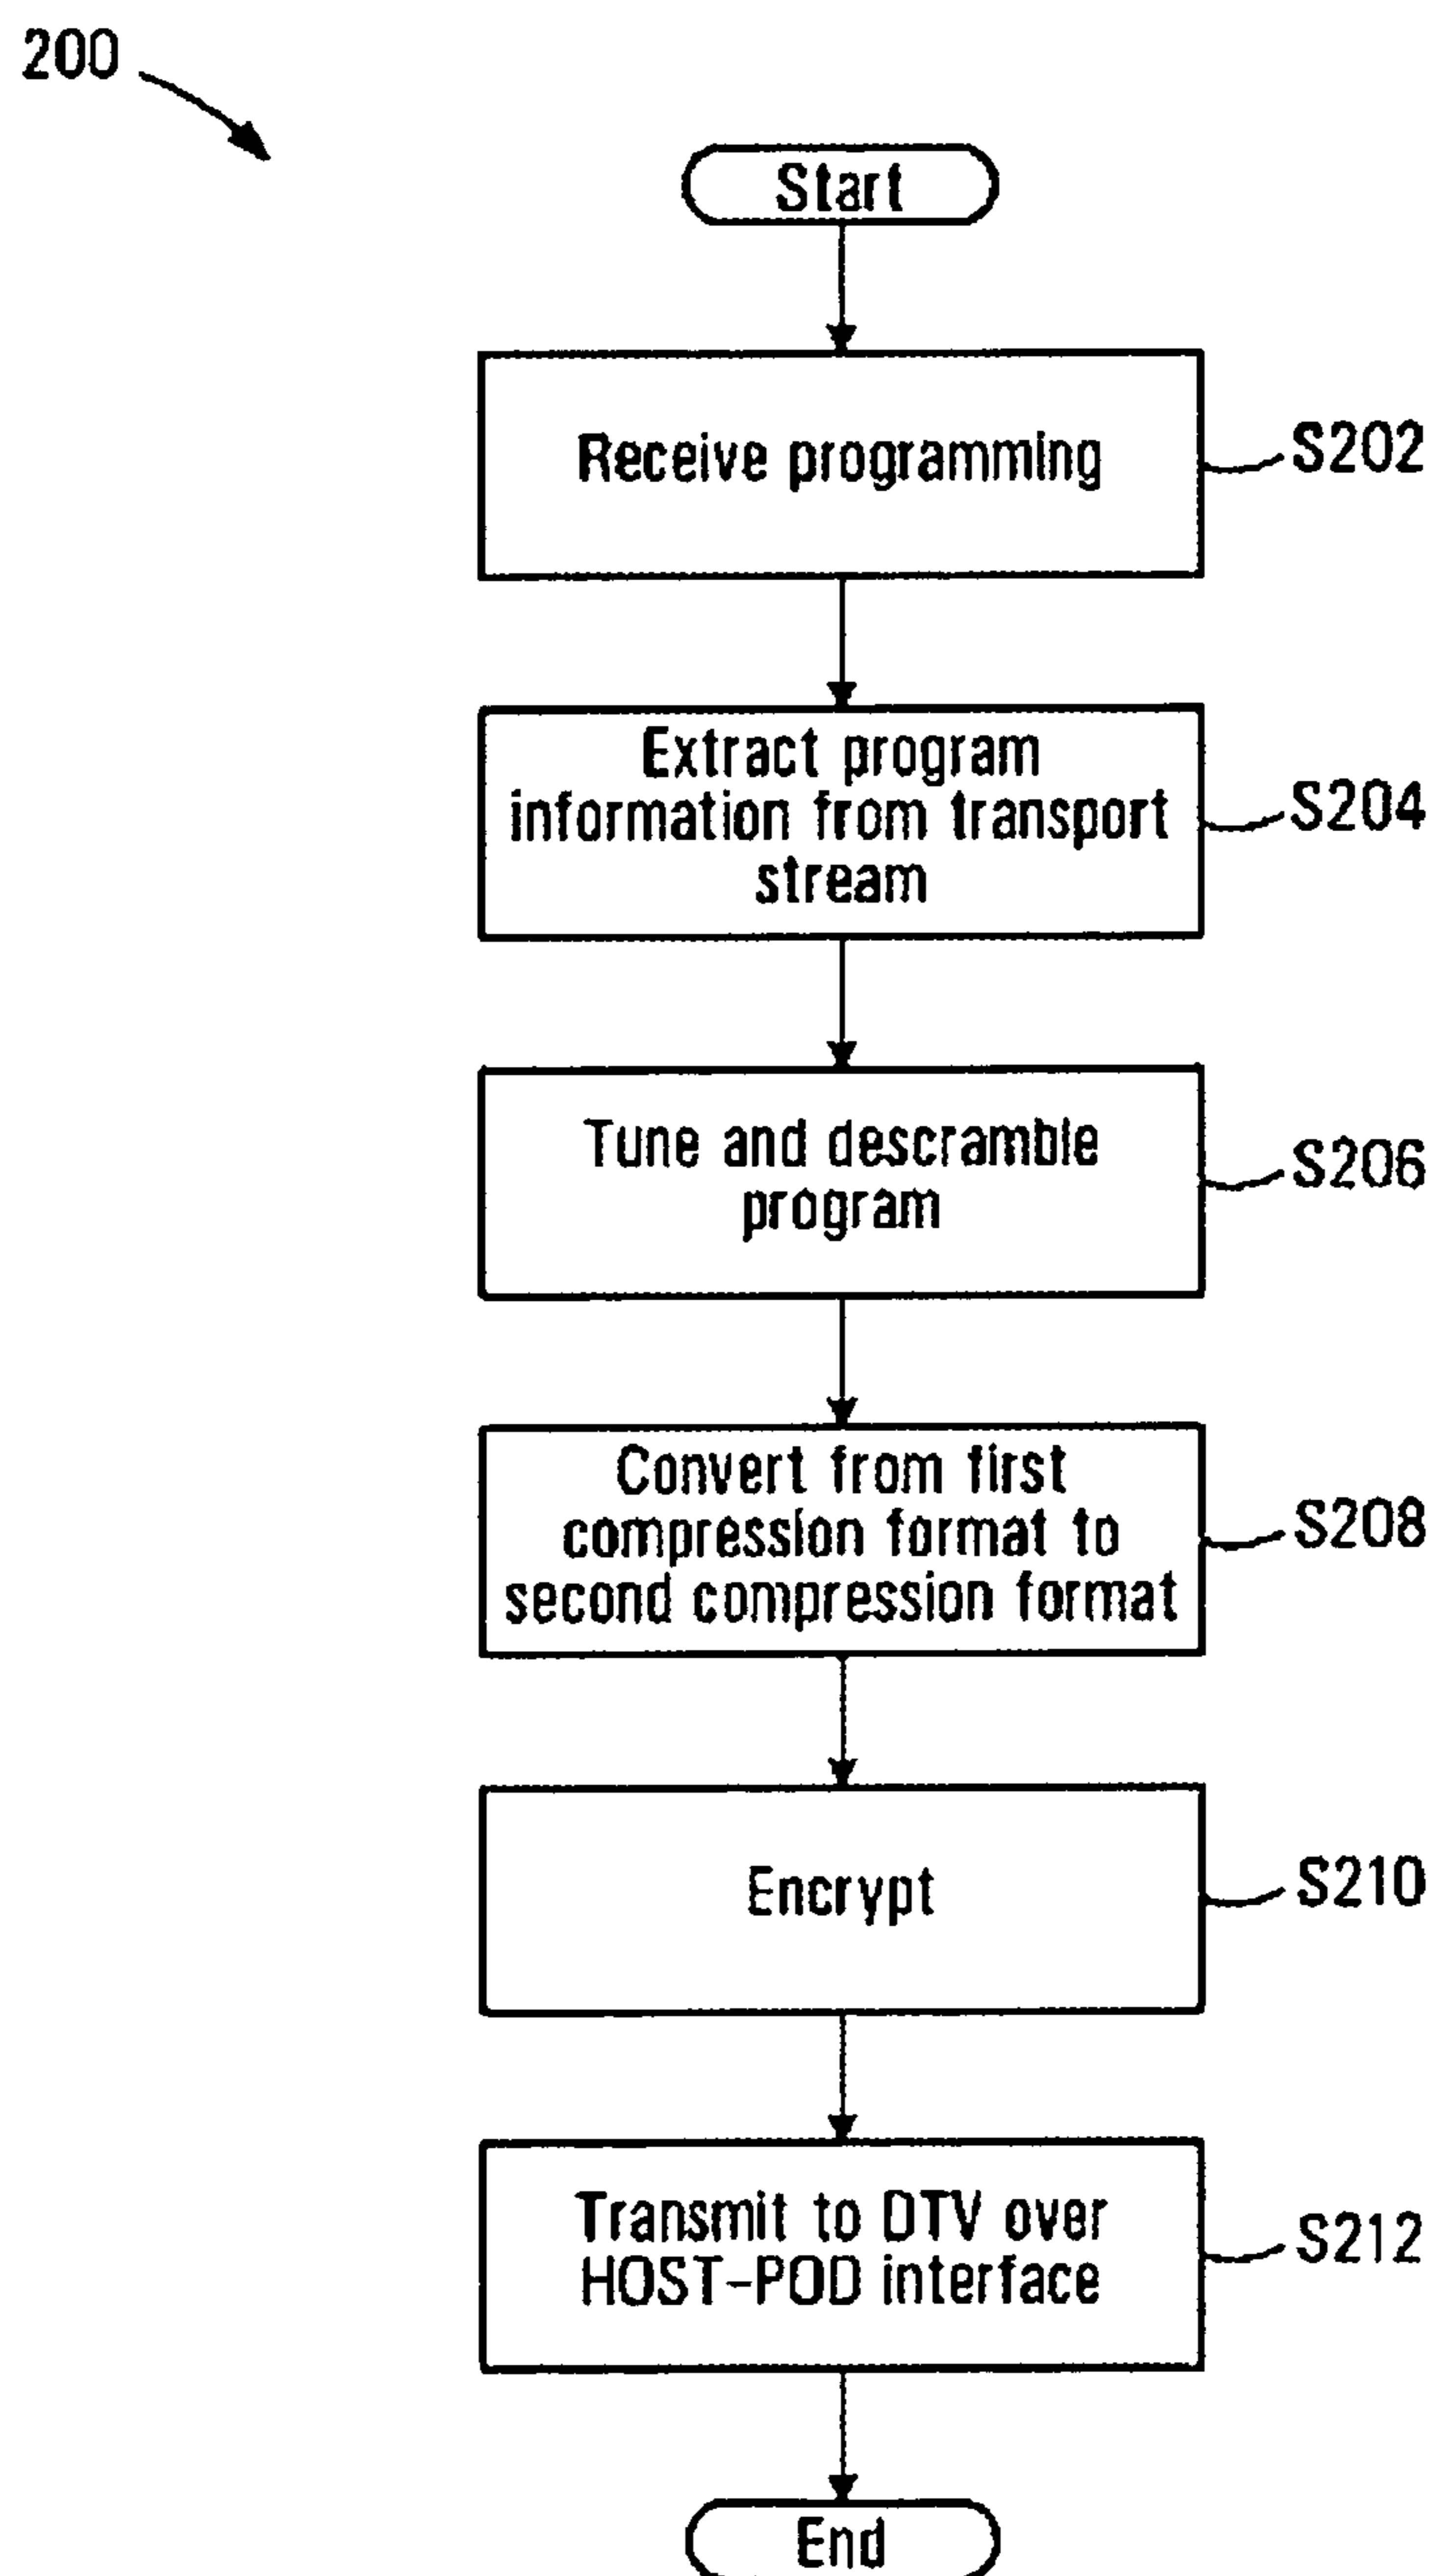 200
Start
Receive programming
S202
Extract program
information from transport
stream
S204
Tune and descramble
program
S206
Convert from first
compression format to
second compression format
S208
Encrypt
S210
Transmit to DTV over
HOST-POD interface
S212
End